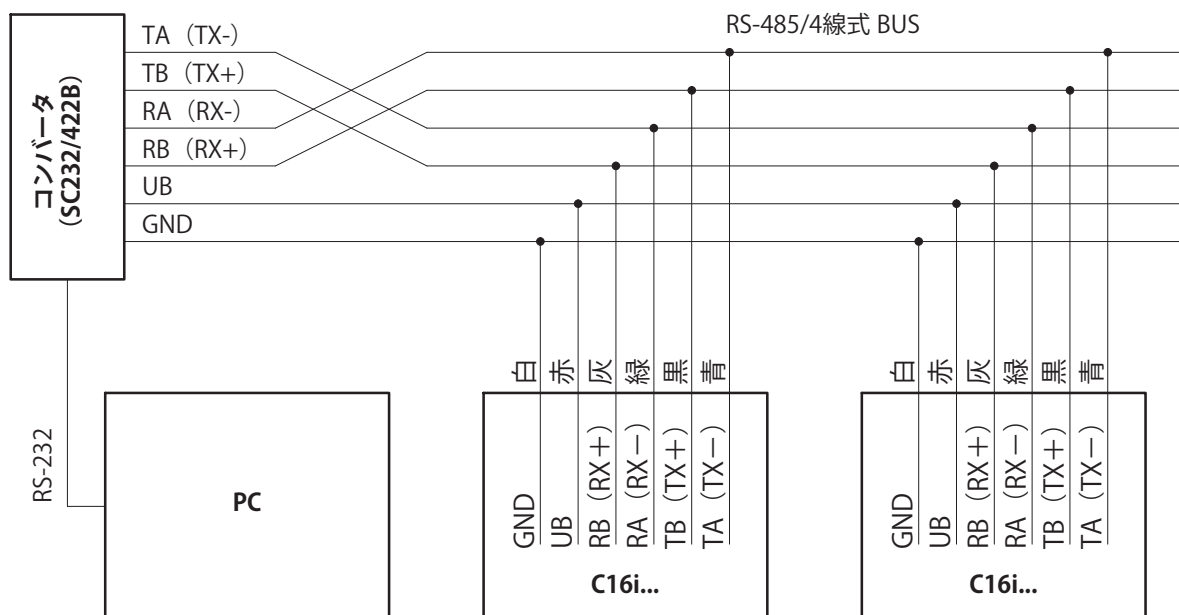 RS-485/4線式 BUS
コンバータ
(SC232/422B)
TA（TX-）
TB（TX+）
RA（RX-）
RB（RX+）
UB
GND
RS-232
PC
白
赤
灰
緑
黒
青
GND
UB
RB（RX＋）
RA（RX－）
TB（TX＋）
TA（TX－）
C16i...
白
赤
灰
緑
黒
青
GND
UB
RB（RX＋）
RA（RX－）
TB（TX＋）
TA（TX－）
C16i...